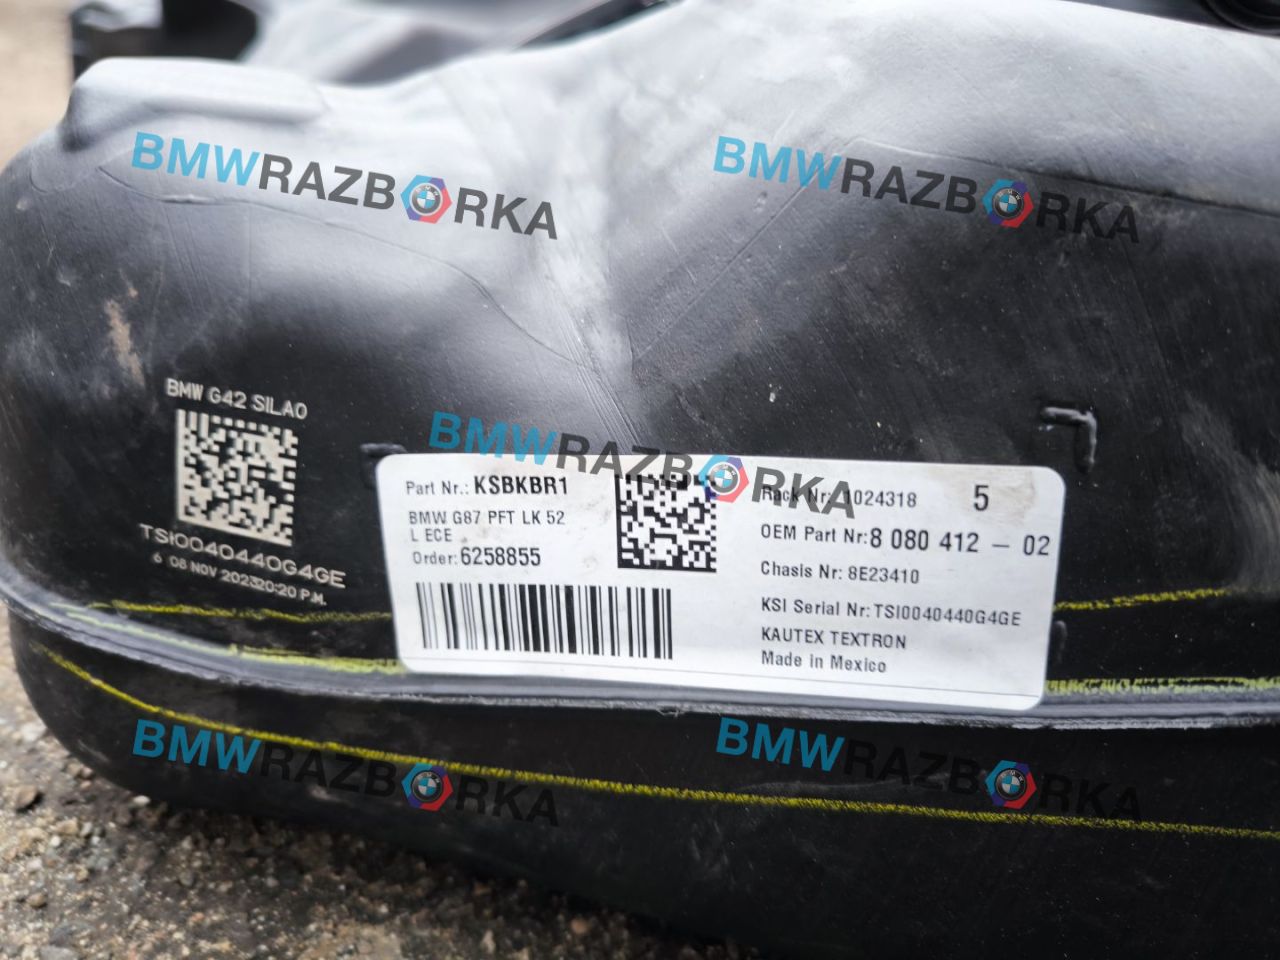 BMWRAZBORKA
BMWRAZBORKA
BMW G42 SILAO
TSI0040440G4GE
6 08 NOV 2023 20:20 P.M.
BMWRAZBORKA
Part Nr.: KSBKBR1
BMW G87 PFT LK 52
L ECE
Order: 6258855
Rack Nr: 1024318 5
OEM Part Nr: 8 080 412 - 02
Chasis Nr: 8E23410
KSI Serial Nr: TSI0040440G4GE
KAUTEX TEXTRON
Made in Mexico
BMWRAZBORKA
BMWRAZBORKA